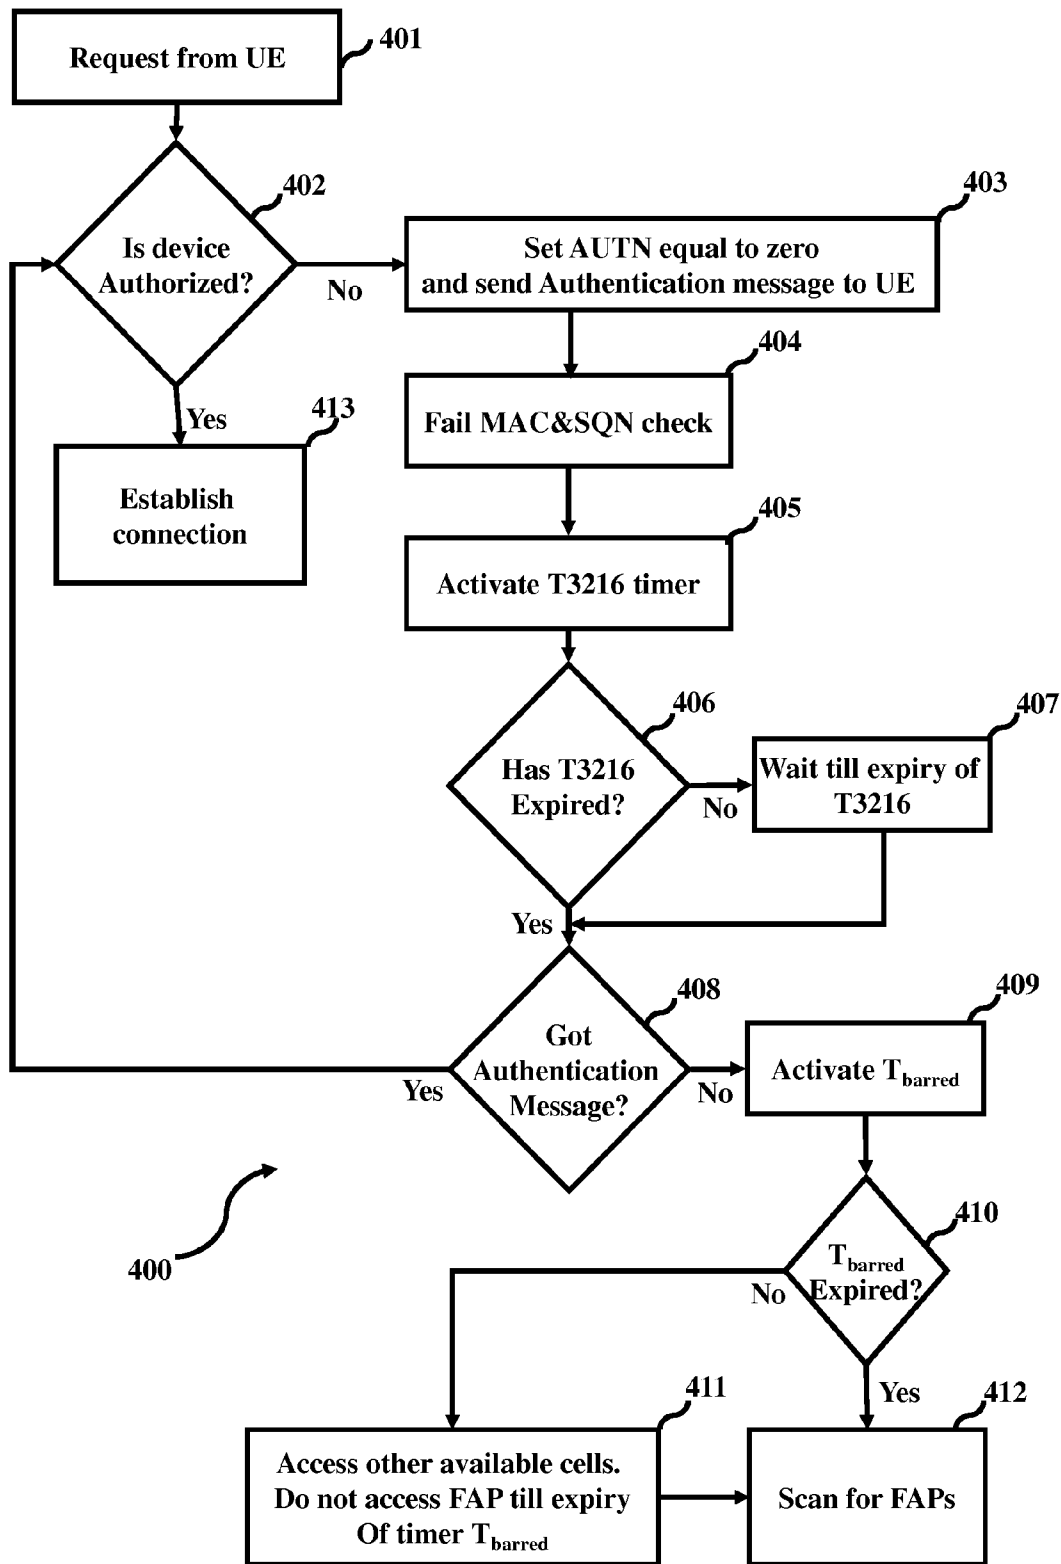 Request from UE
401
402
Is device
Authorized?
No
403
Set AUTN equal to zero
and send Authentication message to UE
404
Fail MAC&SQN check
Yes
413
Establish
connection
405
Activate T3216 timer
406
Has T3216
Expired?
No
407
Wait till expiry of
T3216
Yes
408
Got
Authentication
Message?
Yes
No
409
Activate Tbarred
410
Tbarred
Expired?
No
Yes
400
411
Access other available cells.
Do not access FAP till expiry
Of timer Tbarred
412
Scan for FAPs